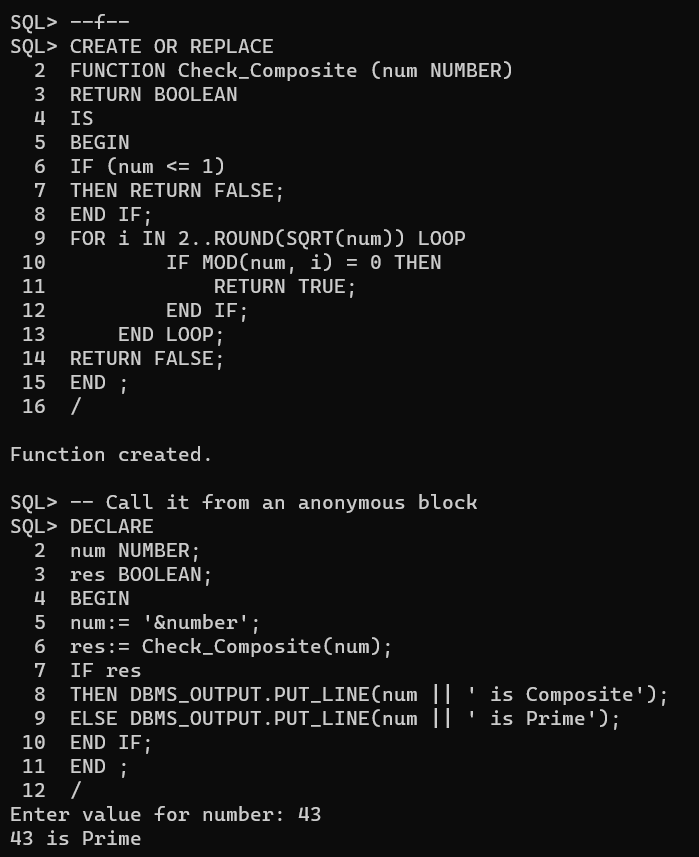 SQL> --f--
SQL> CREATE OR REPLACE
  2  FUNCTION Check_Composite (num NUMBER)
  3  RETURN BOOLEAN
  4  IS
  5  BEGIN
  6  IF (num <= 1)
  7  THEN RETURN FALSE;
  8  END IF;
  9  FOR i IN 2..ROUND(SQRT(num)) LOOP
 10          IF MOD(num, i) = 0 THEN
 11              RETURN TRUE;
 12          END IF;
 13      END LOOP;
 14  RETURN FALSE;
 15  END ;
 16  /
Function created.
SQL> -- Call it from an anonymous block
SQL> DECLARE
  2  num NUMBER;
  3  res BOOLEAN;
  4  BEGIN
  5  num:= '&number';
  6  res:= Check_Composite(num);
  7  IF res
  8  THEN DBMS_OUTPUT.PUT_LINE(num || ' is Composite');
  9  ELSE DBMS_OUTPUT.PUT_LINE(num || ' is Prime');
 10  END IF;
 11  END ;
 12  /
Enter value for number: 43
43 is Prime